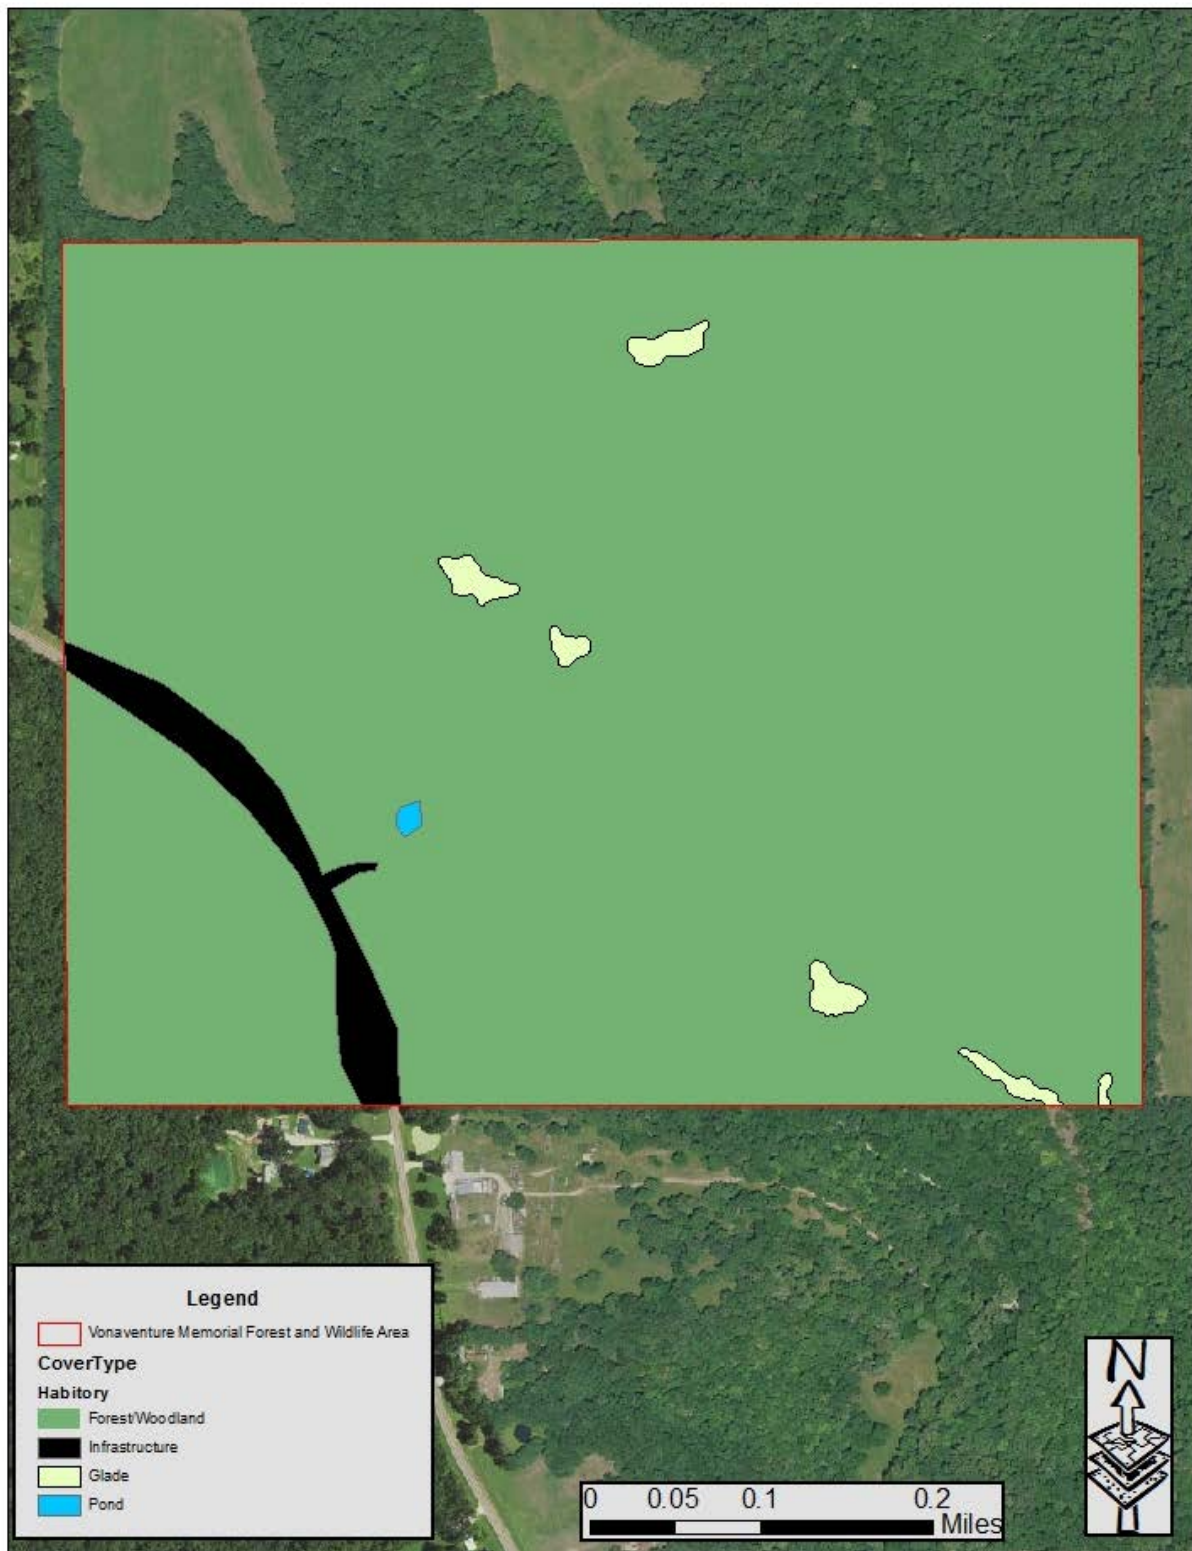 Legend
Vonaventure Memorial Forest and Wildlife Area
CoverType
Habitory
Forest/Woodland
Infrastructure
Glade
Pond
0 0.05 0.1 0.2
Miles
N